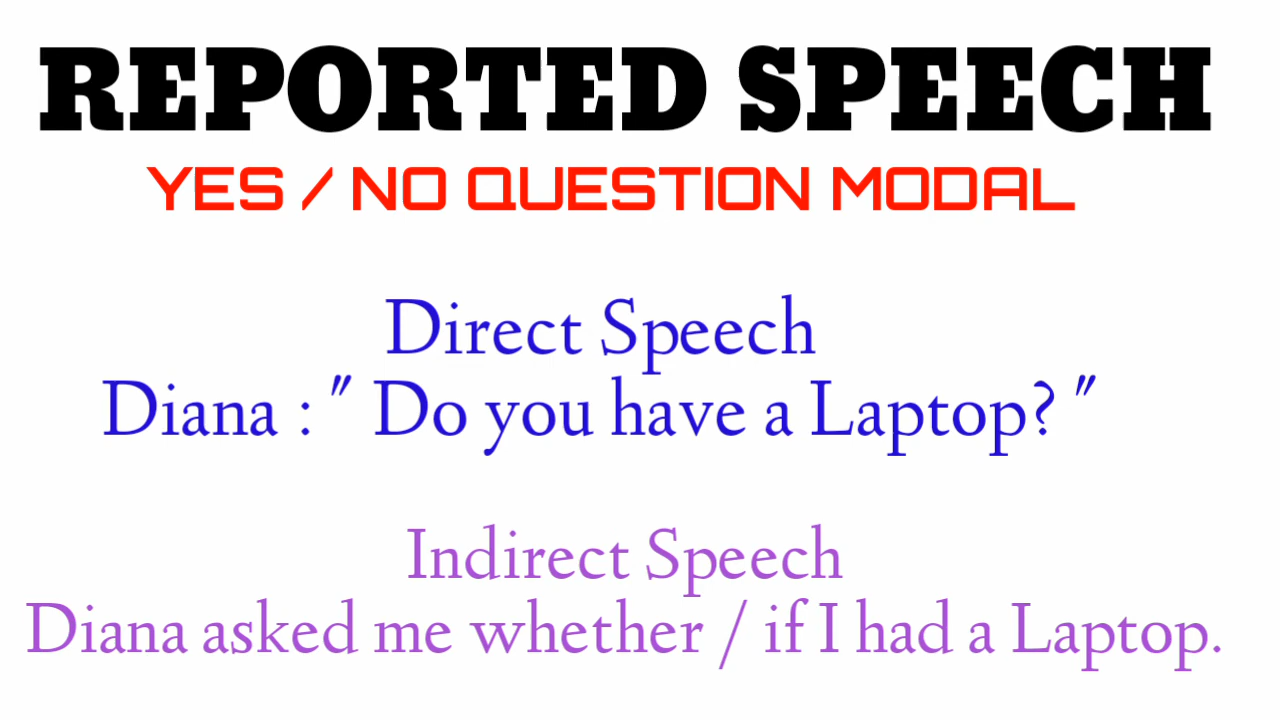 REPORTED SPEECH
YES / NO QUESTION MODAL
Direct Speech
Diana : " Do you have a Laptop? "
Indirect Speech
Diana asked me whether / if I had a Laptop.